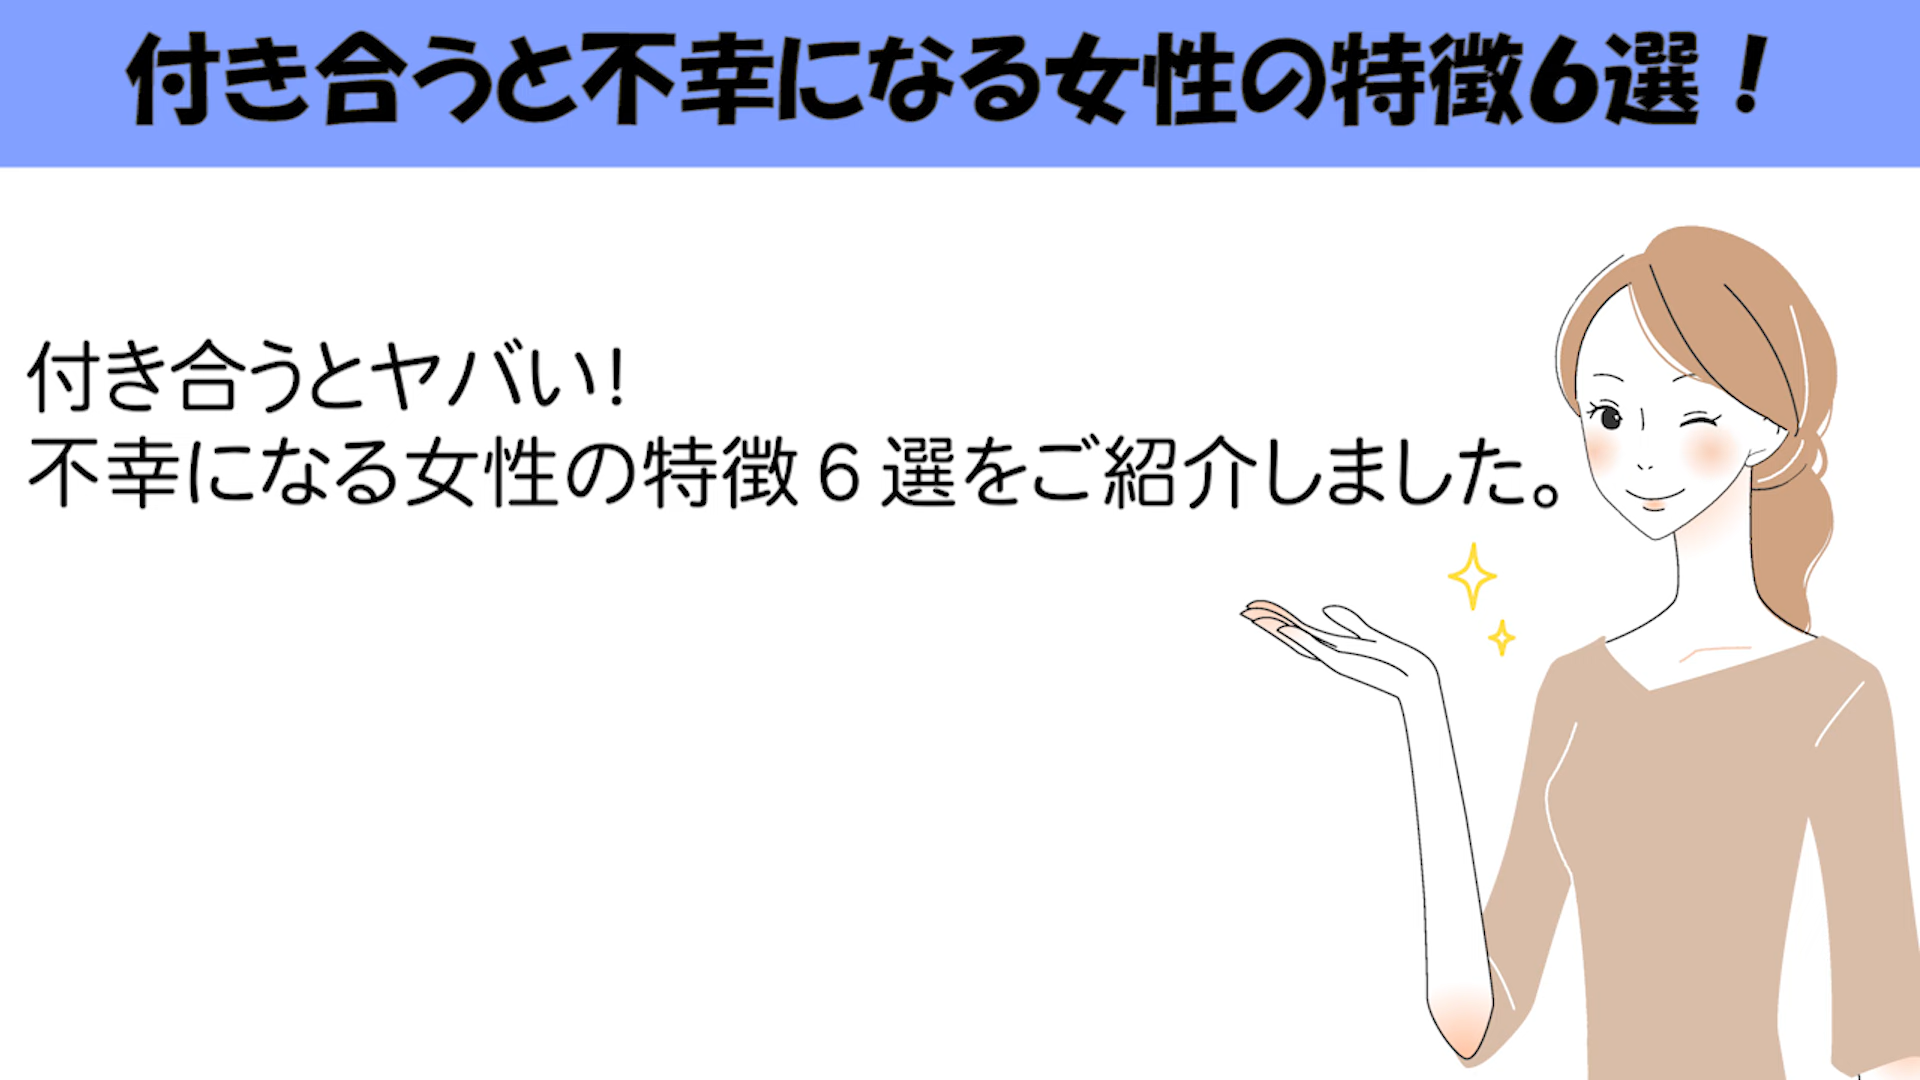 付き合うと不幸になる女性の特徴6選！
付き合うとヤバい！
不幸になる女性の特徴６選をご紹介しました。